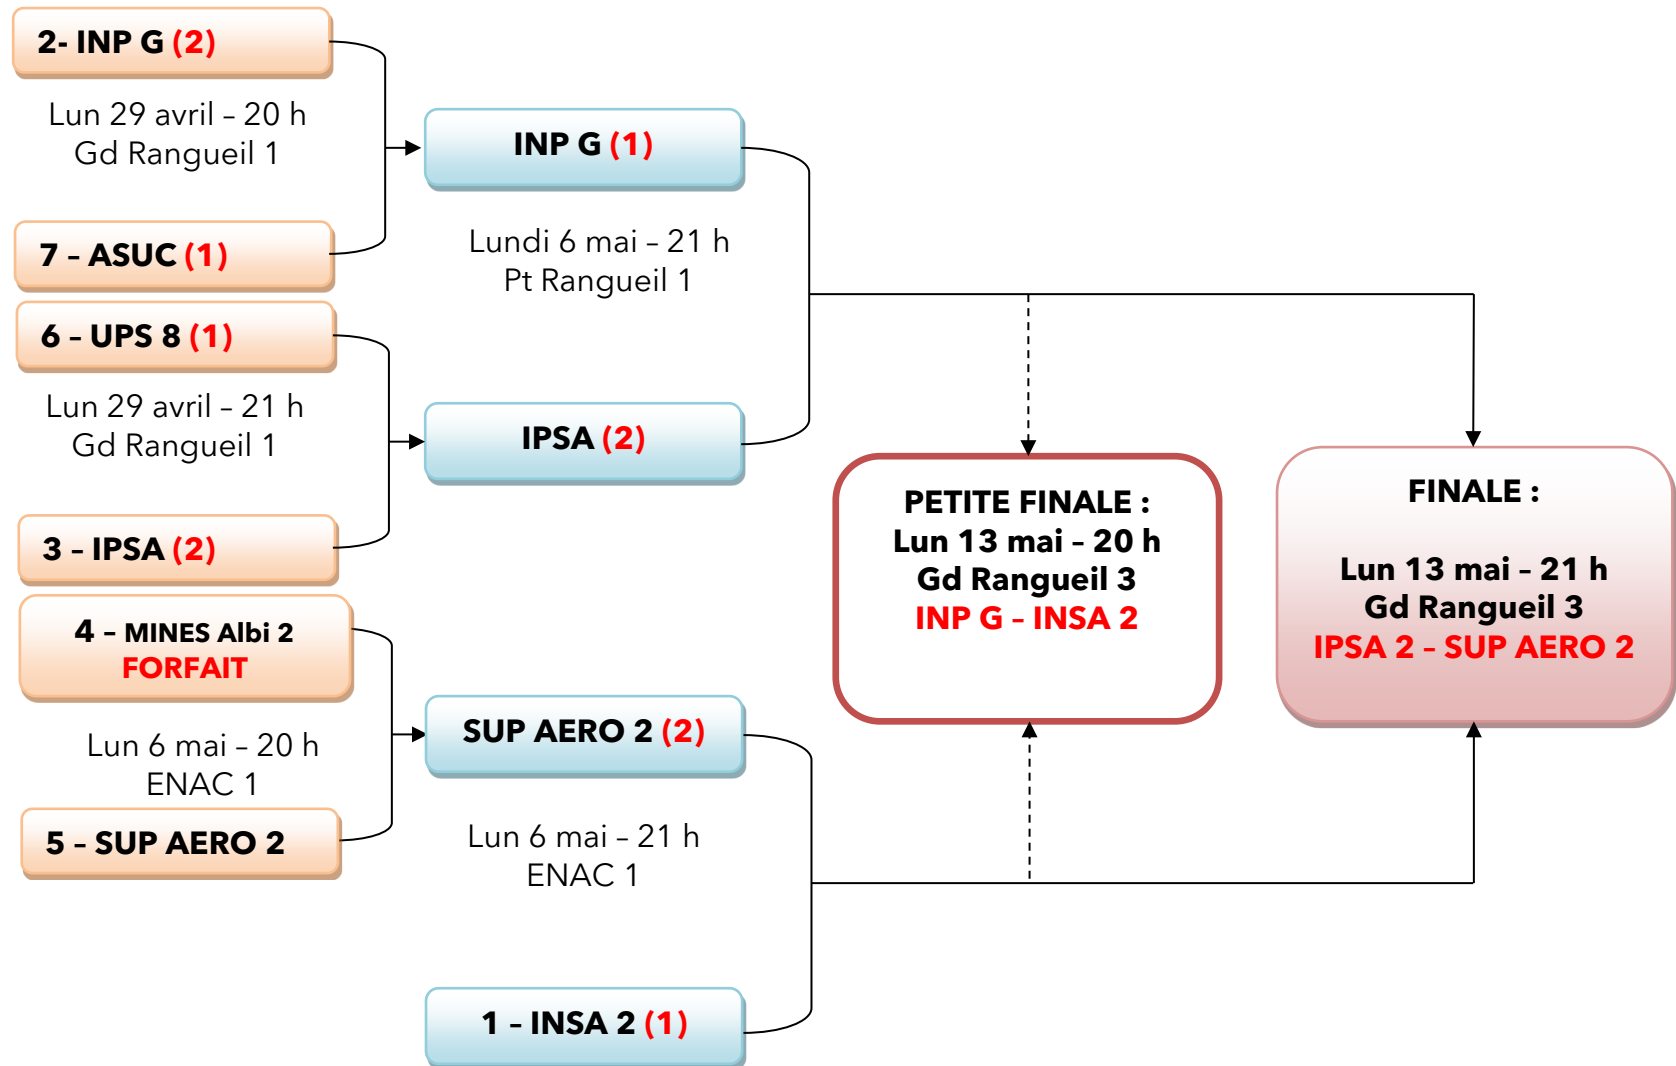 2- INP G (2)
Lun 29 avril – 20 h
Gd Rangueil 1
7 – ASUC (1)
6 – UPS 8 (1)
Lun 29 avril – 21 h
Gd Rangueil 1
3 – IPSA (2)
4 – MINES Albi 2
FORFAIT
Lun 6 mai – 20 h
ENAC 1
5 – SUP AERO 2
INP G (1)
Lundi 6 mai – 21 h
Pt Rangueil 1
IPSA (2)
SUP AERO 2 (2)
Lun 6 mai – 21 h
ENAC 1
1 – INSA 2 (1)
PETITE FINALE :
Lun 13 mai – 20 h
Gd Rangueil 3
INP G – INSA 2
FINALE :
Lun 13 mai – 21 h
Gd Rangueil 3
IPSA 2 – SUP AERO 2